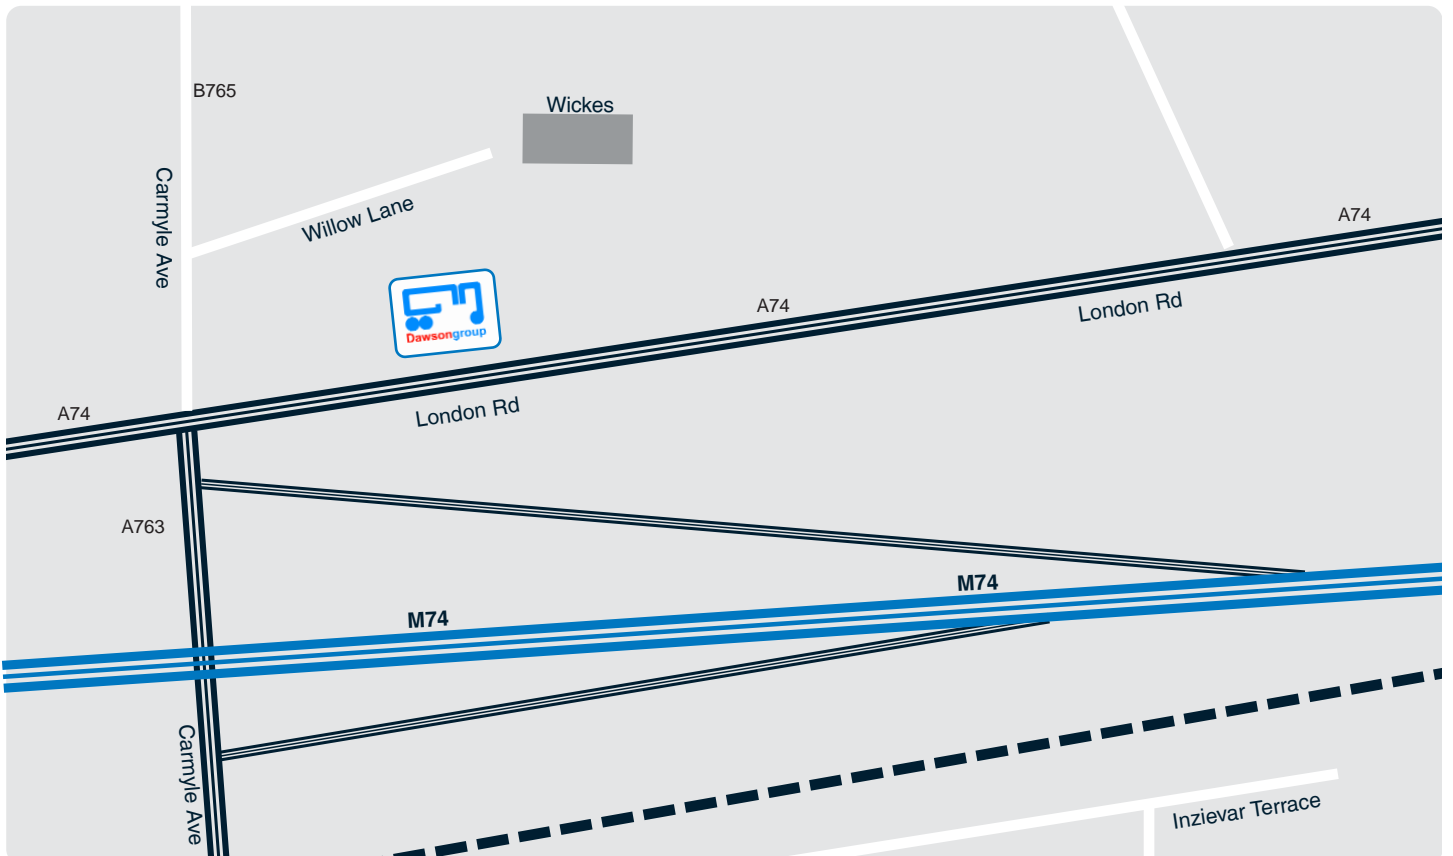 B765
Wickes
Carmyle Ave
Willow Lane
A74
A74
London Rd
Dawsongroup
A74
London Rd
A763
M74
M74
Carmyle Ave
Inzievar Terrace